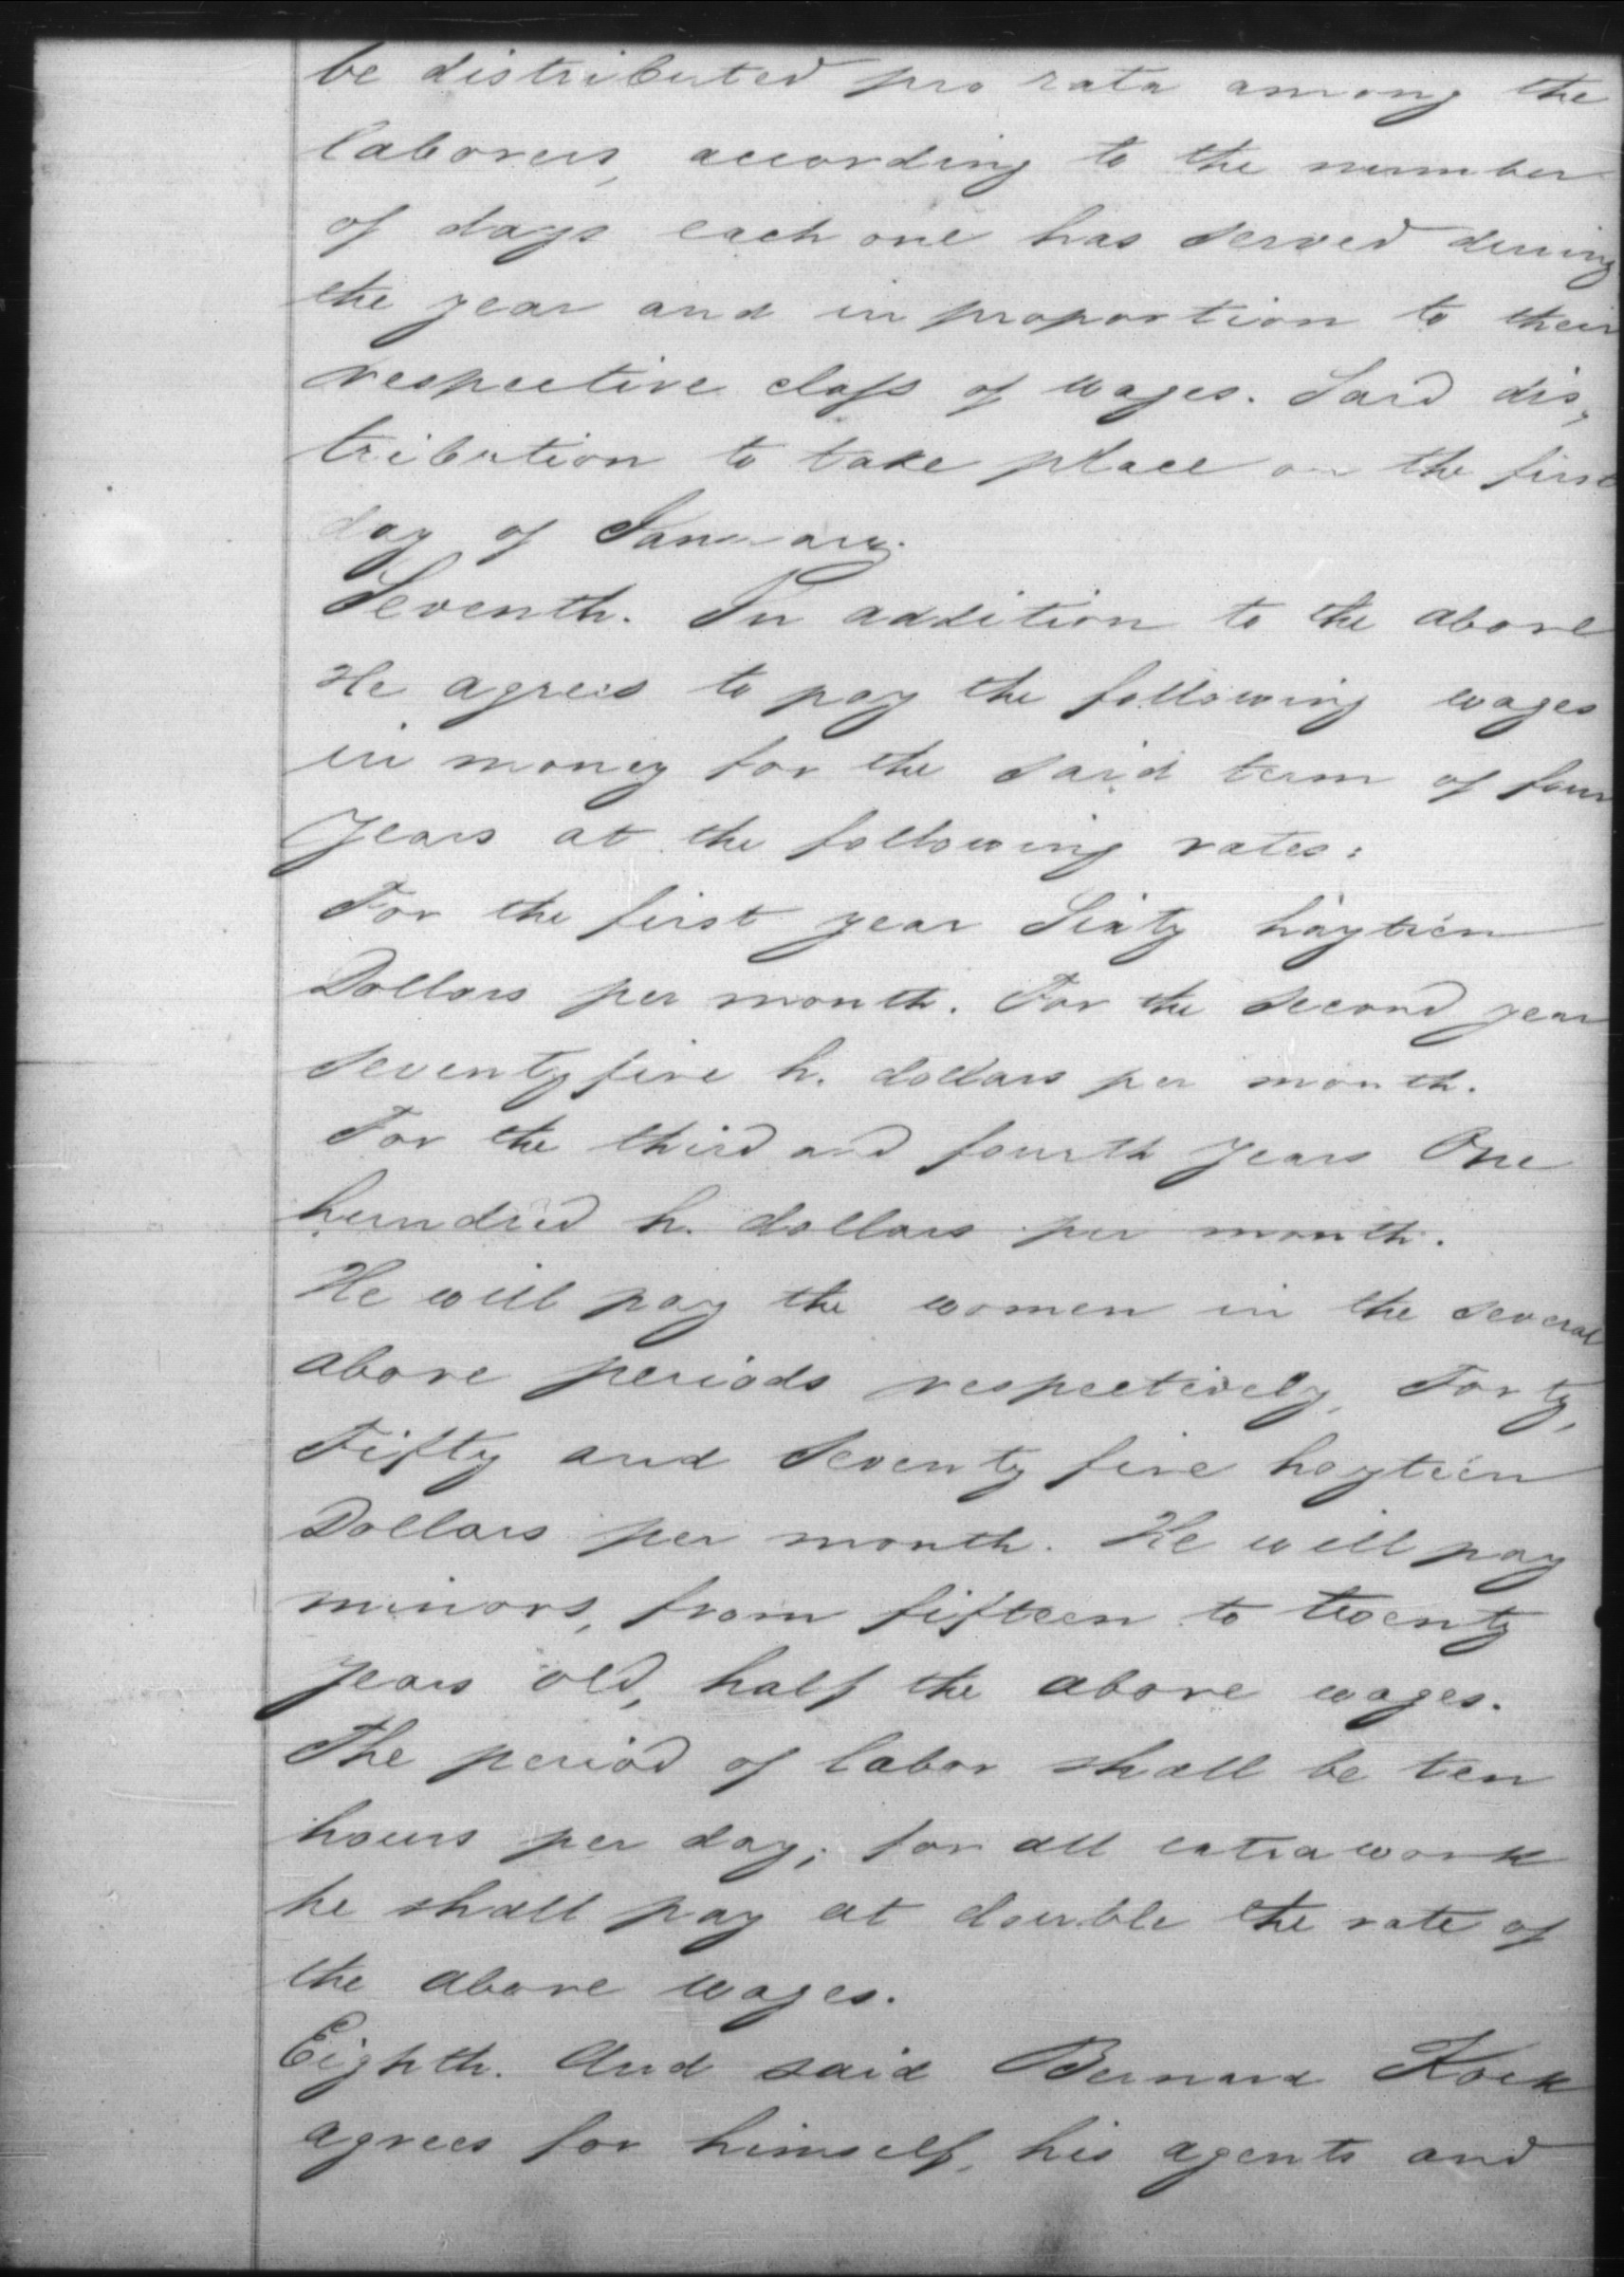 be distributed pro rata among the
laborers, according to the number
of days each one has served during
the year and in proportion to their
respective class of wages. Said dis,
tribution to take place on the first
day of January.
Seventh. In addition to the above
He agrees to pay the following wages
in money for the said term of four
years at the following rates:
For the first year Sixty haytien
Dollars per month. For the second year
seventy five h. dollars per month.
For the third and fourth years One
hundred h. dollars per month.
He will pay the women in the several
above periods respectively, Forty,
Fifty and Seventy five haytien
Dollars per month. He will pay
minors, from fifteen to twenty
years old, half the above wages.
The period of labor shall be ten
hours per day; for all extra work
he shall pay at double the rate of
the above wages.
Eighth. And said Bernard Kock
agrees for himself, his agents and